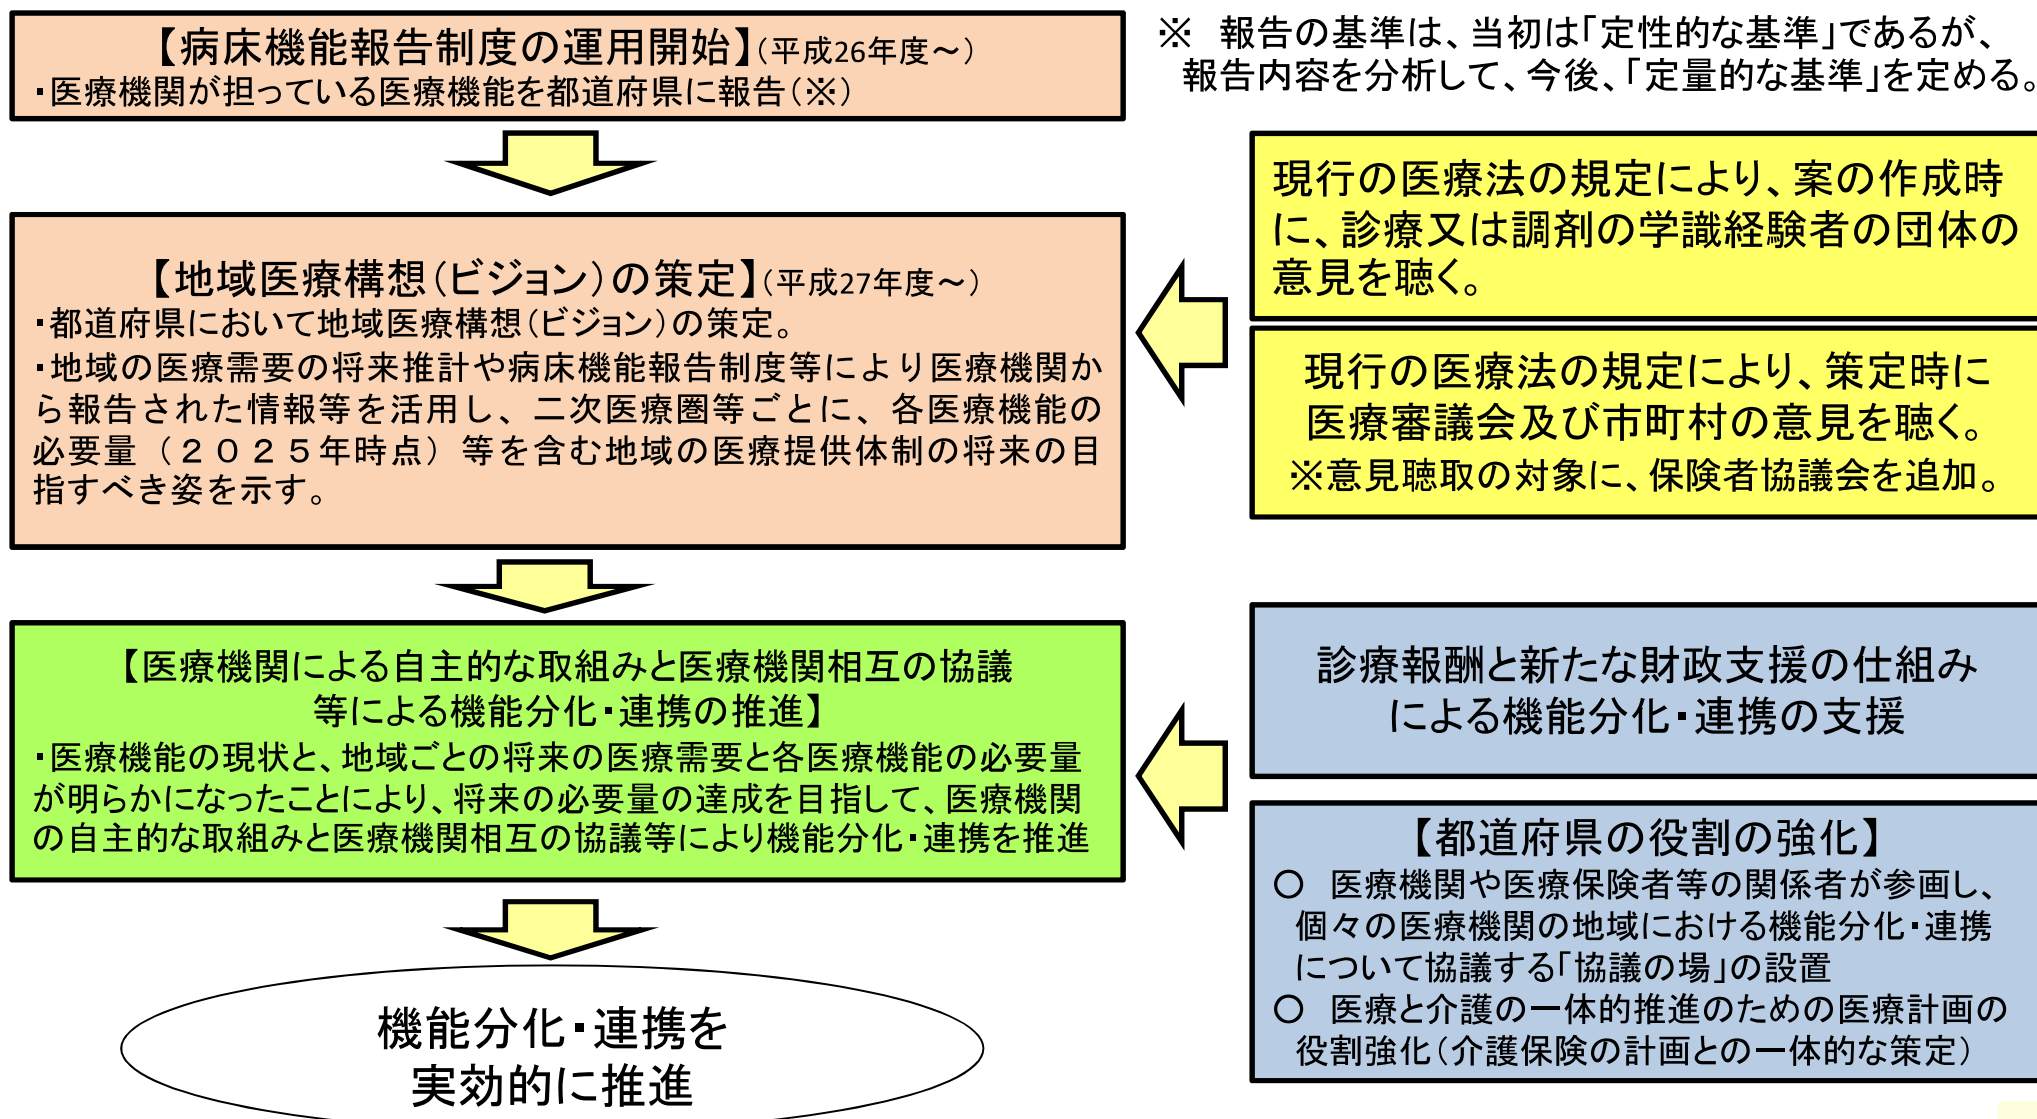 【病床機能報告制度の運用開始】(平成26年度～)
・医療機関が担っている医療機能を都道府県に報告(※)
※　報告の基準は、当初は「定性的な基準」であるが、
報告内容を分析して、今後、「定量的な基準」を定める。
【地域医療構想(ビジョン)の策定】(平成27年度～)
・都道府県において地域医療構想(ビジョン)の策定。
・地域の医療需要の将来推計や病床機能報告制度等により医療機関か
ら報告された情報等を活用し、二次医療圏等ごとに、各医療機能の
必要量（２０２５年時点）等を含む地域の医療提供体制の将来の目
指すべき姿を示す。
現行の医療法の規定により、案の作成時
に、診療又は調剤の学識経験者の団体の
意見を聴く。
現行の医療法の規定により、策定時に
医療審議会及び市町村の意見を聴く。
※意見聴取の対象に、保険者協議会を追加。
【医療機関による自主的な取組みと医療機関相互の協議
等による機能分化・連携の推進】
・医療機能の現状と、地域ごとの将来の医療需要と各医療機能の必要量
が明らかになったことにより、将来の必要量の達成を目指して、医療機関
の自主的な取組みと医療機関相互の協議等により機能分化・連携を推進
診療報酬と新たな財政支援の仕組み
による機能分化・連携の支援
【都道府県の役割の強化】
○　医療機関や医療保険者等の関係者が参画し、
個々の医療機関の地域における機能分化・連携
について協議する「協議の場」の設置
○　医療と介護の一体的推進のための医療計画の
役割強化(介護保険の計画との一体的な策定)
機能分化・連携を
実効的に推進